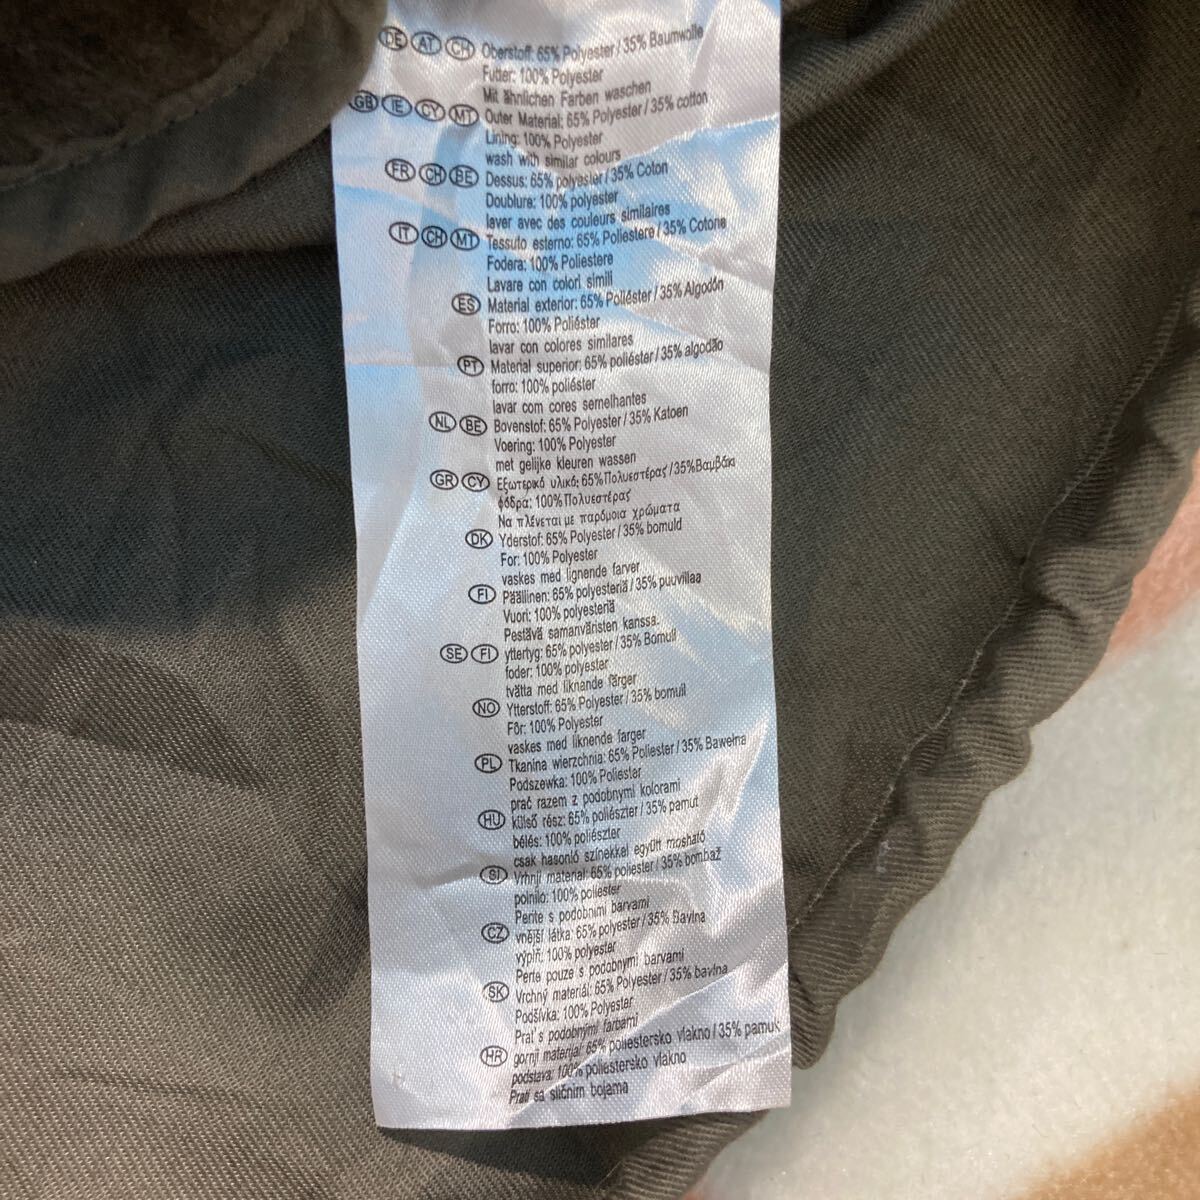 DE AT CH Oberstoff: 65% Polyester / 35% Baumwolle
Futter: 100% Polyester
Mit ähnlichen Farben waschen
GB IE CY MT Outer Material: 65% Polyester / 35% cotton
Lining: 100% Polyester
wash with similar colours
FR CH BE Dessus: 65% polyester / 35% Coton
Doublure: 100% polyester
laver avec des couleurs similaires
IT CH MT Tessuto esterno: 65% Poliestere / 35% Cotone
Fodera: 100% Poliestere
Lavare con colori simili
ES Material exterior: 65% Poliéster / 35% Algodón
Forro: 100% Poliéster
lavar con colores similares
PT Material superior: 65% poliéster / 35% algodão
forro: 100% poliéster
lavar com cores semelhantes
NL BE Bovenstof: 65% Polyester / 35% Katoen
Voering: 100% Polyester
met gelijke kleuren wassen
GR CY Εξωτερικό υλικό: 65% Πολυεστέρας / 35% Βαμβάκι
φόδρα: 100% Πολυεστέρας
Να πλένεται με παρόμοια χρώματα
DK Yderstof: 65% Polyester / 35% bomuld
For: 100% Polyester
vaskes med lignende farver
FI Päällinen: 65% polyesteriä / 35% puuvillaa
Vuori: 100% polyesteriä
Pestävä samanväristen kanssa.
SE FI yttertyg: 65% polyester / 35% Bomull
foder: 100% polyester
tvätta med liknande färger
NO Ytterstoff: 65% Polyester / 35% bomull
Fôr: 100% Polyester
vaskes med liknende farger
PL Tkanina wierzchnia: 65% Poliester / 35% Bawełna
Podszewka: 100% Poliester
prać razem z podobnymi kolorami
HU külső rész: 65% poliészter / 35% pamut
bélés: 100% poliészter
csak hasonló színekkel együtt mosható
SI Vrhnji material: 65% poliester / 35% bombaž
polnilo: 100% poliester
Perite s podobnimi barvami
CZ vnější látka: 65% polyester / 35% Bavlna
výplň: 100% polyester
Perte pouze s podobnymi barvami
SK Vrchný materiál: 65% Polyester / 35% bavlna
Podšívka: 100% Polyester
Prat' s podobnými farbami
HR gornji materijal: 65% poliestersko vlakno / 35% pamuk
podstava: 100% poliestersko vlakno
Prati sa sličnim bojama